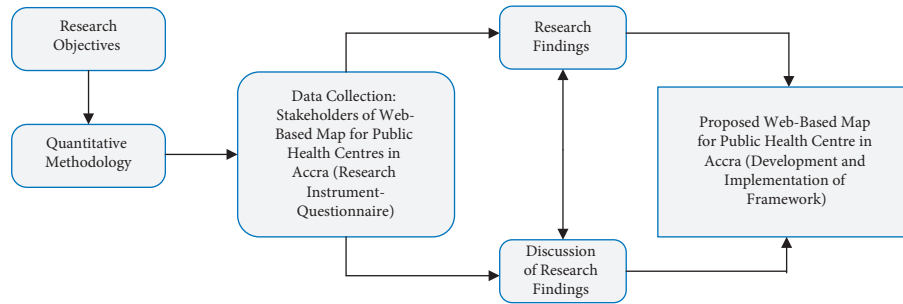 Research
Objectives
Quantitative
Methodology
Data Collection:
Stakeholders of Web-
Based Map for Public
Health Centres in
Accra (Research
Instrument-
Questionnaire)
Research
Findings
Discussion
of Research
Findings
Proposed Web-Based Map
for Public Health Centre in
Accra (Development and
Implementation of
Framework)